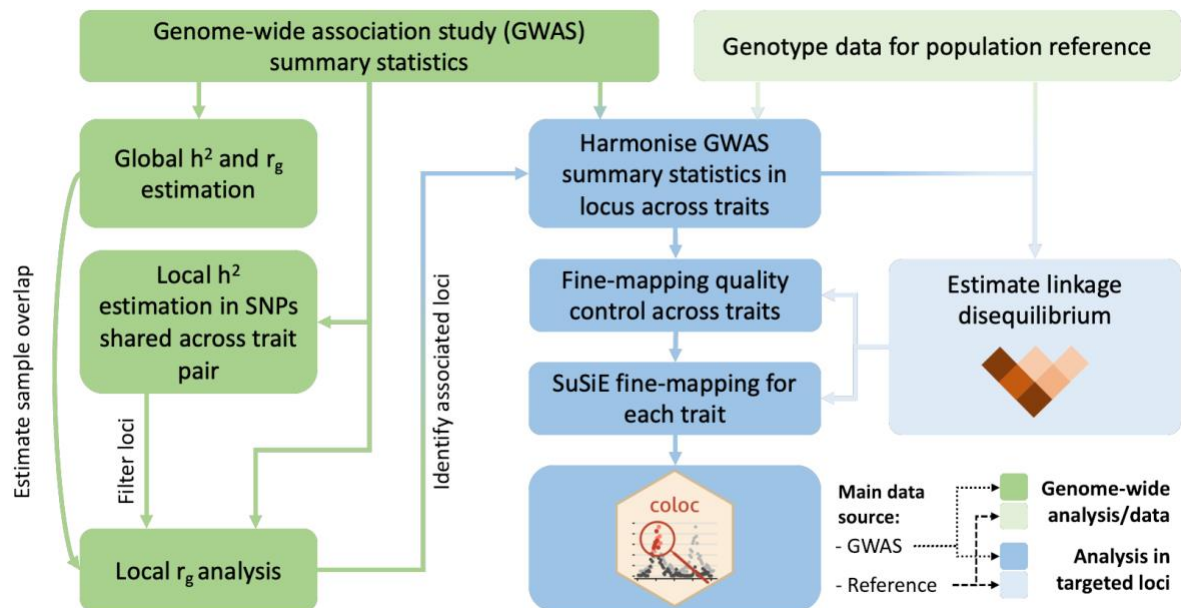 Genome-wide association study (GWAS)
summary statistics
Genotype data for population reference
Global h² and rg
estimation
Harmonise GWAS
summary statistics in
locus across traits
Estimate sample overlap
Local h²
estimation in SNPs
shared across trait
pair
Identify associated loci
Fine-mapping quality
control across traits
Estimate linkage
disequilibrium
SuSiE fine-mapping for
each trait
Filter loci
Local rg analysis
coloc
Main data
source:
- GWAS
- Reference
Genome-wide
analysis/data
Analysis in
targeted loci